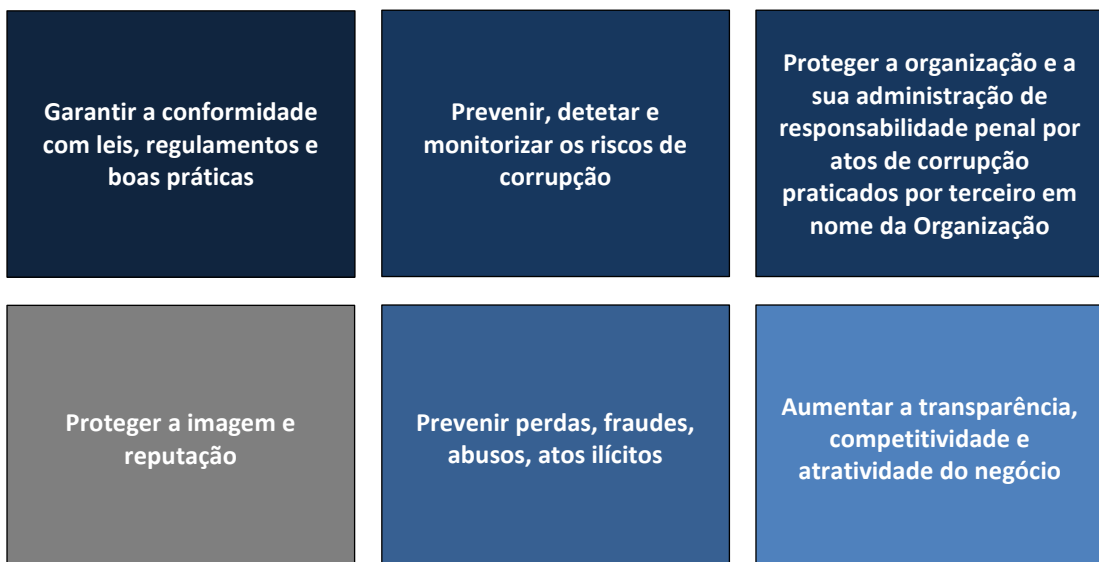 Garantir a conformidade
com leis, regulamentos e
boas práticas
Prevenir, detetar e
monitorizar os riscos de
corrupção
Proteger a organização e a
sua administração de
responsabilidade penal por
atos de corrupção
praticados por terceiro em
nome da Organização
Proteger a imagem e
reputação
Prevenir perdas, fraudes,
abusos, atos ilícitos
Aumentar a transparência,
competitividade e
atratividade do negócio